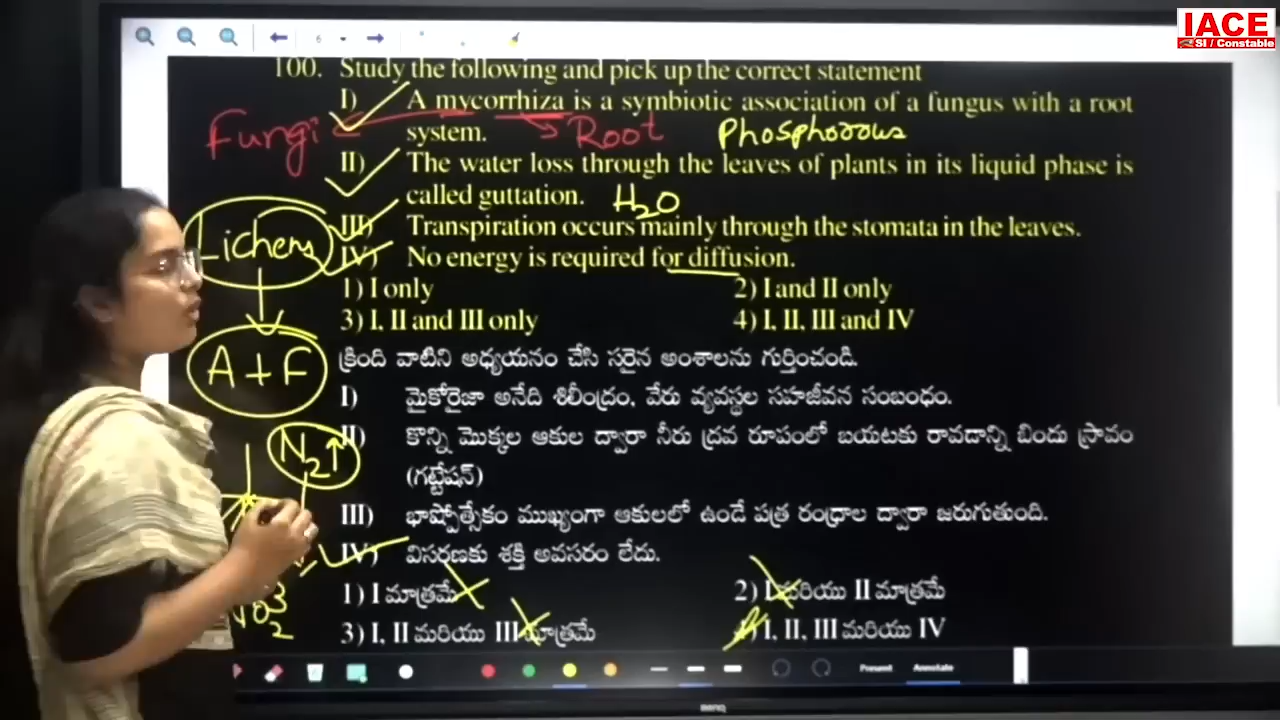 IACE
SI / Constable
6
100. Study the following and pick up the correct statement
I) A mycorrhiza is a symbiotic association of a fungus with a root
Fungi
system.
Root
Phosphorous
II) The water loss through the leaves of plants in its liquid phase is
called guttation.
H2O
Lichens
III) Transpiration occurs mainly through the stomata in the leaves.
IV) No energy is required for diffusion.
1) I only
2) I and II only
3) I, II and III only
4) I, II, III and IV
A + F
క్రింది వాటిని అధ్యయనం చేసి సరైన అంశాలను గుర్తించండి.
I) మైకోరైజా అనేది శిలీంద్రం, వేరు వ్యవస్థల సహజీవన సంబంధం.
N2↑
II) కొన్ని మొక్కల ఆకుల ద్వారా నీరు ద్రవ రూపంలో బయటకు రావడాన్ని బిందు స్రావం
(గట్టేషన్)
III) భాష్పోత్సేకం ముఖ్యంగా ఆకులలో ఉండే పత్ర రంధ్రాల ద్వారా జరుగుతుంది.
IV) విసరణకు శక్తి అవసరం లేదు.
1) I మాత్రమే
2) I మరియు II మాత్రమే
3) I, II మరియు III మాత్రమే
4) I, II, III మరియు IV
Present
Annotate
BenQ